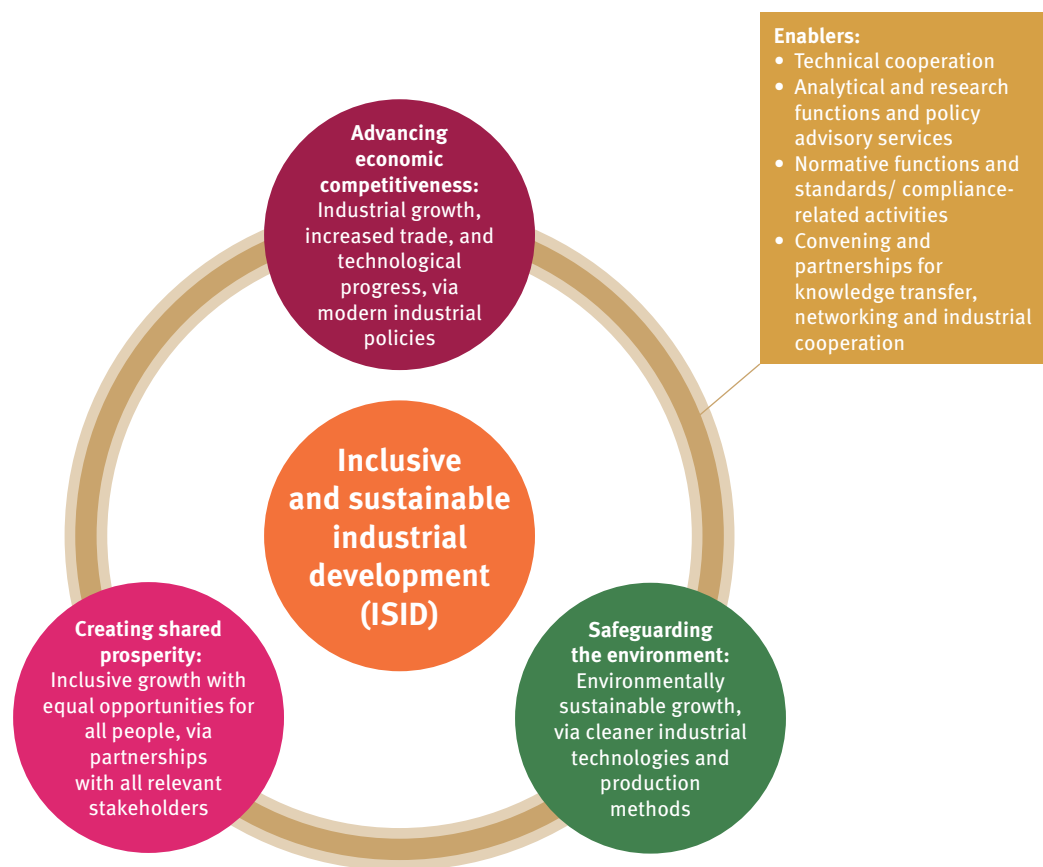 Enablers:
• Technical cooperation
• Analytical and research
functions and policy
advisory services
• Normative functions and
standards/ compliance-
related activities
• Convening and
partnerships for
knowledge transfer,
networking and industrial
cooperation
Advancing
economic
competitiveness:
Industrial growth,
increased trade, and
technological
progress, via
modern industrial
policies
Inclusive
and sustainable
industrial
development
(ISID)
Creating shared
prosperity:
Inclusive growth with
equal opportunities for
all people, via
partnerships
with all relevant
stakeholders
Safeguarding
the environment:
Environmentally
sustainable growth,
via cleaner industrial
technologies and
production
methods